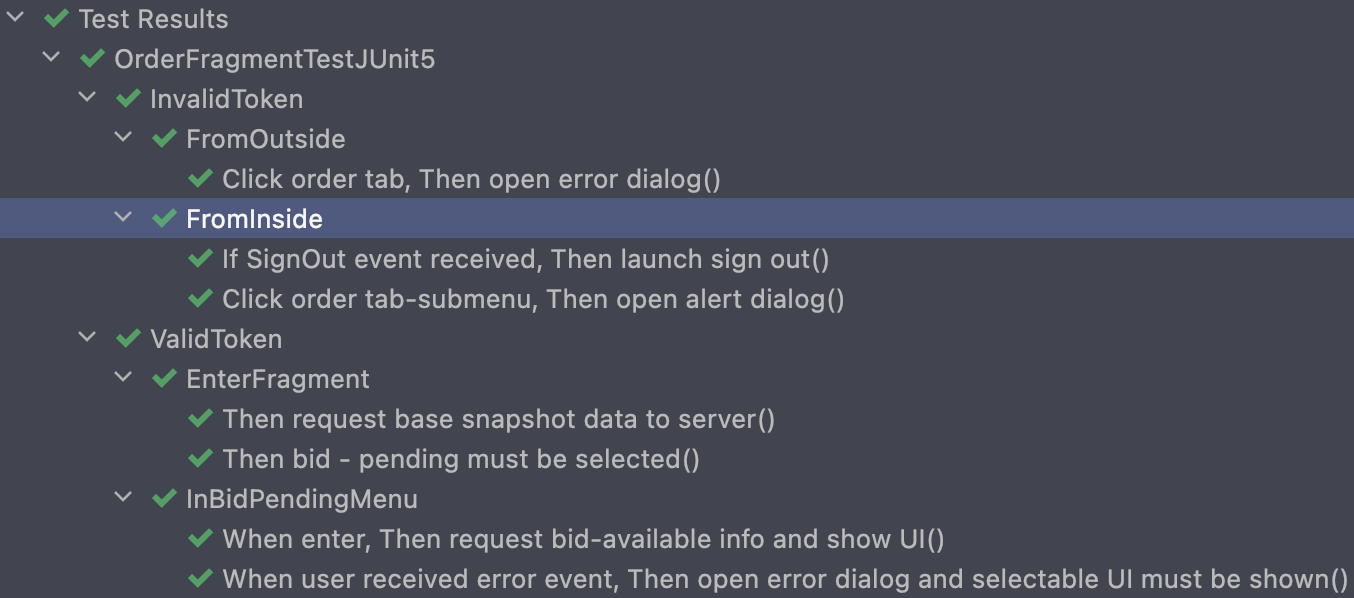 Test Results
OrderFragmentTestJUnit5
InvalidToken
FromOutside
Click order tab, Then open error dialog()
FromInside
If SignOut event received, Then launch sign out()
Click order tab-submenu, Then open alert dialog()
ValidToken
EnterFragment
Then request base snapshot data to server()
Then bid - pending must be selected()
InBidPendingMenu
When enter, Then request bid-available info and show UI()
When user received error event, Then open error dialog and selectable UI must be shown()